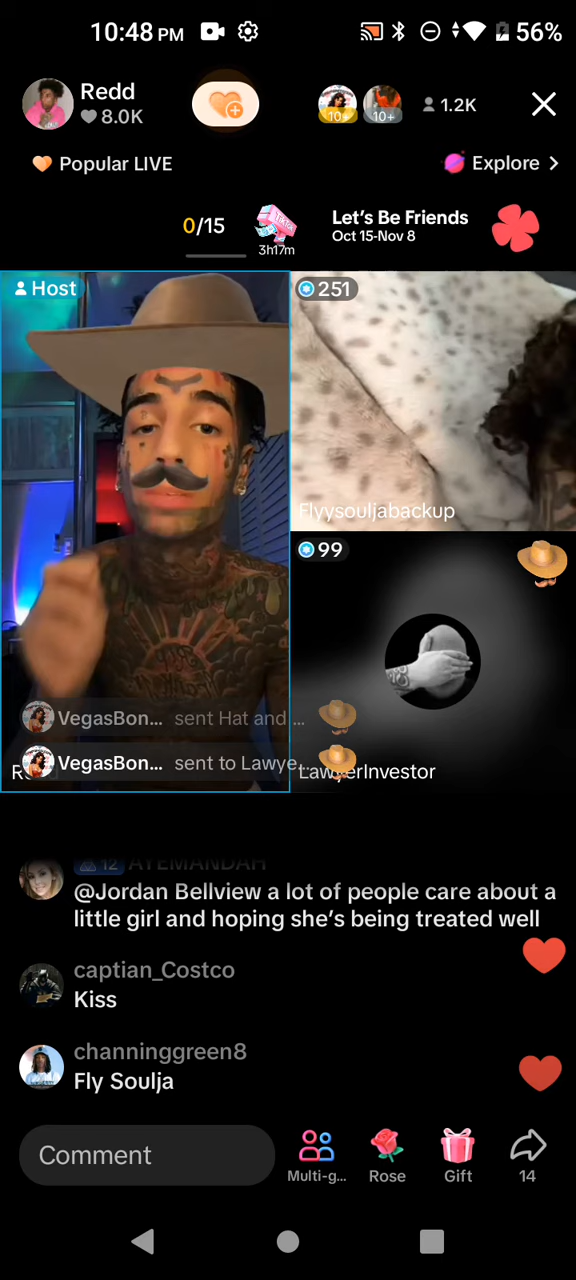 10:48 PM
56%
Redd
8.0K
10+
10+
1.2K
Popular LIVE
Explore
0/15
TikTok
3h17m
Let's Be Friends
Oct 15-Nov 8
Host
251
Flyysouljabackup
99
VegasBon... sent Hat and ...
VegasBon... sent to Lawye...
LawyerInvestor
12 AYEMANDAH
@Jordan Bellview a lot of people care about a
little girl and hoping she's being treated well
captian_Costco
Kiss
channinggreen8
Fly Soulja
Comment
Multi-g...
Rose
Gift
14